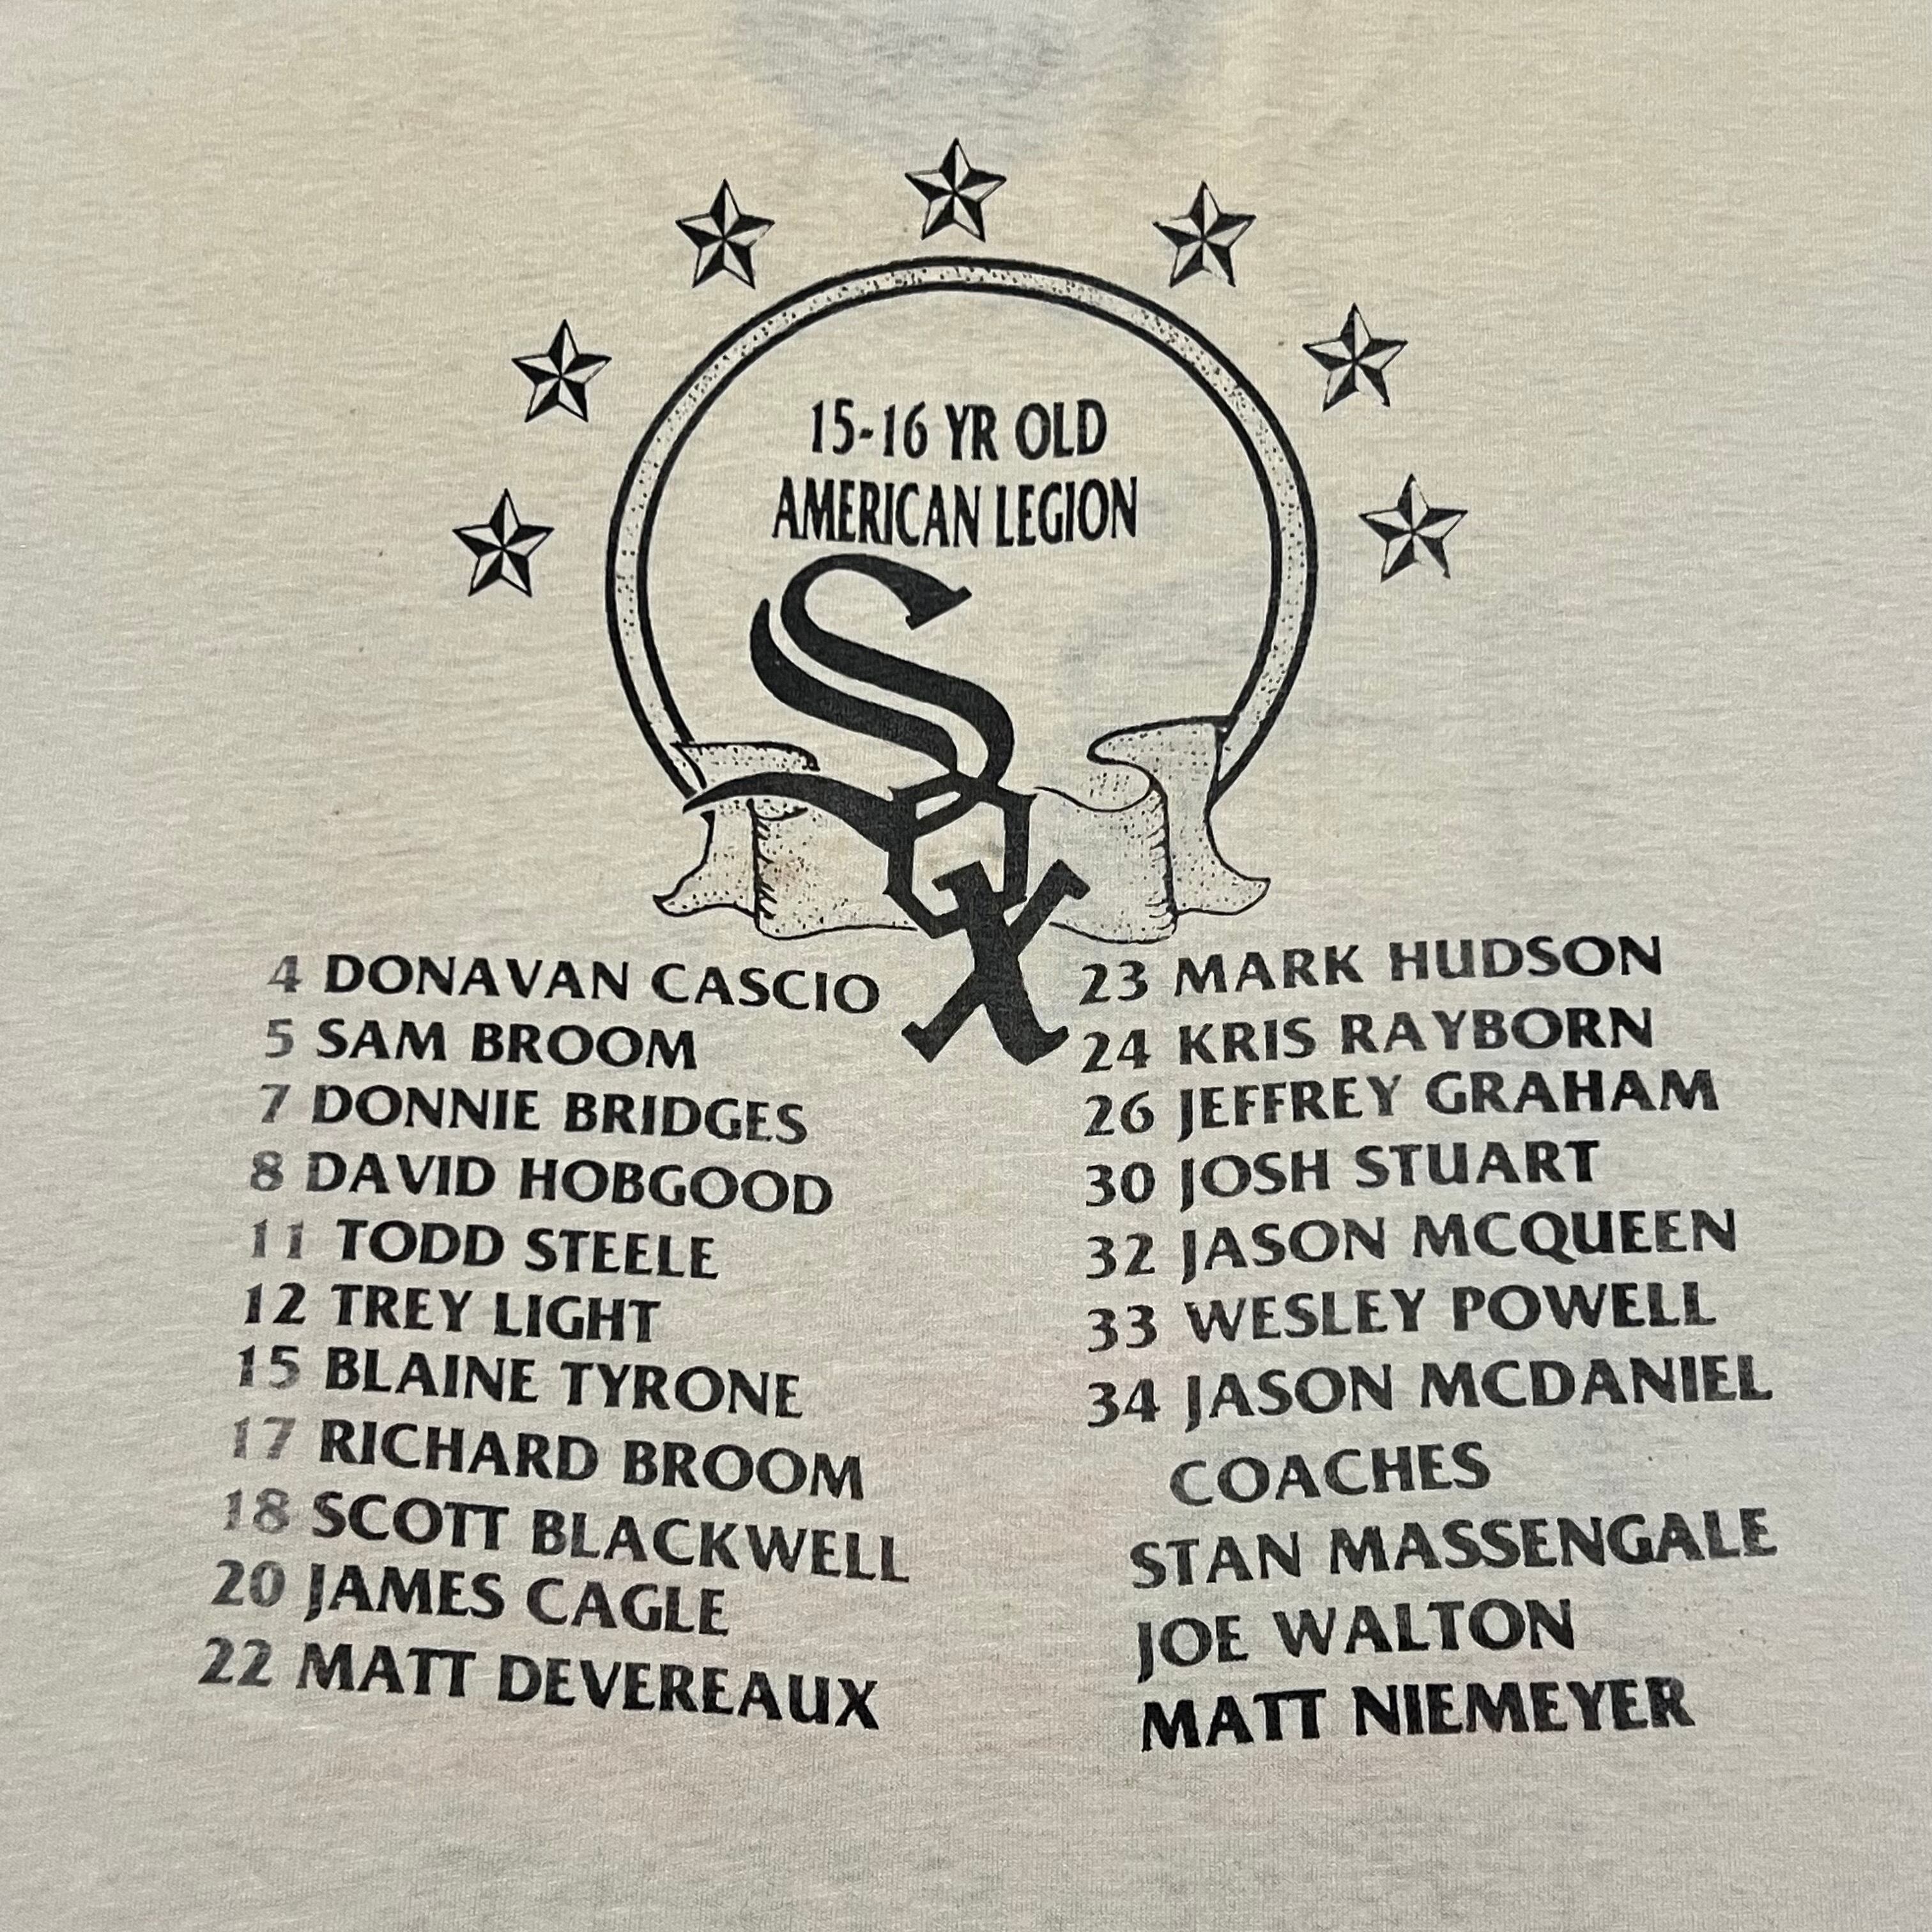 15-16 YR OLD
AMERICAN LEGION
SOX
4 DONAVAN CASCIO
5 SAM BROOM
7 DONNIE BRIDGES
8 DAVID HOBGOOD
11 TODD STEELE
12 TREY LIGHT
15 BLAINE TYRONE
17 RICHARD BROOM
18 SCOTT BLACKWELL
20 JAMES CAGLE
22 MATT DEVEREAUX
23 MARK HUDSON
24 KRIS RAYBORN
26 JEFFREY GRAHAM
30 JOSH STUART
32 JASON MCQUEEN
33 WESLEY POWELL
34 JASON MCDANIEL
COACHES
STAN MASSENGALE
JOE WALTON
MATT NIEMEYER